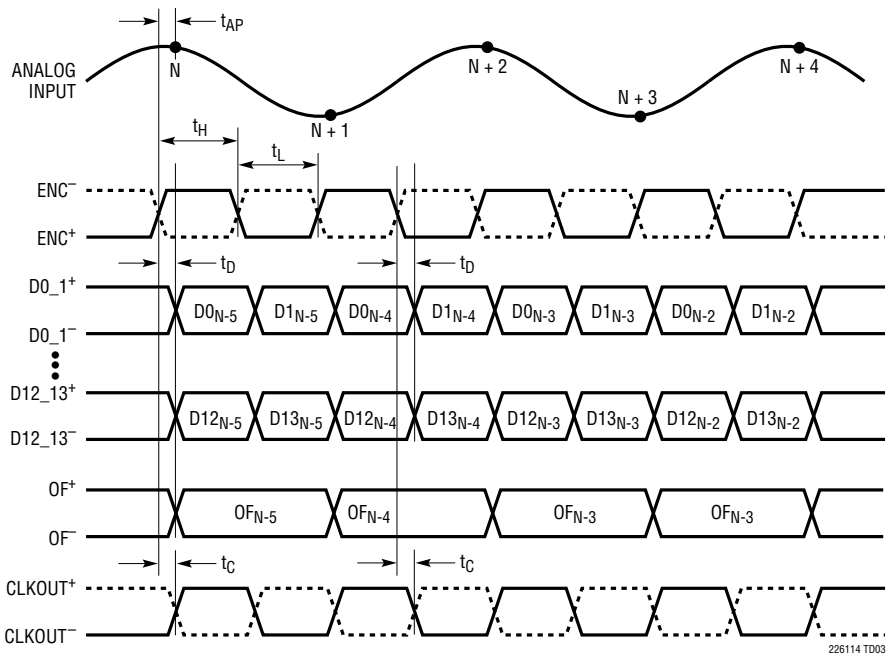 t_AP
ANALOG
INPUT
N
N + 1
N + 2
N + 3
N + 4
t_H
t_L
ENC⁻
ENC⁺
t_D
t_D
D0_1⁺
D0_1⁻
D0_N-5 D1_N-5 D0_N-4 D1_N-4 D0_N-3 D1_N-3 D0_N-2 D1_N-2
D12_13⁺
D12_13⁻
D12_N-5 D13_N-5 D12_N-4 D13_N-4 D12_N-3 D13_N-3 D12_N-2 D13_N-2
OF⁺
OF⁻
OF_N-5 OF_N-4 OF_N-3 OF_N-3
t_C
t_C
CLKOUT⁺
CLKOUT⁻
226114 TD03